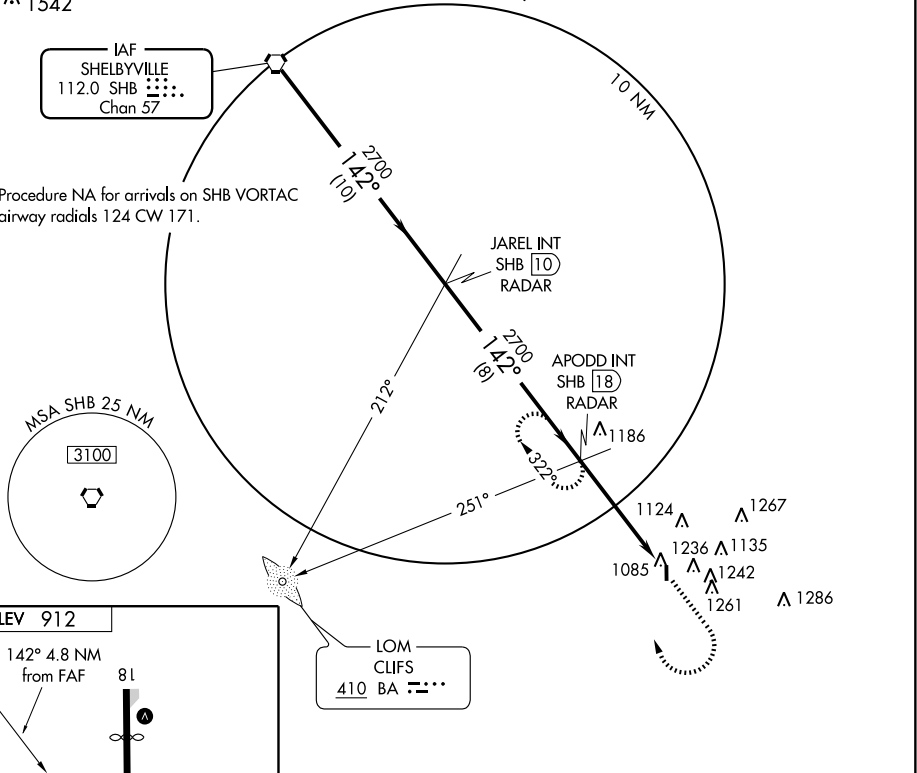 1542
IAF
SHELBYVILLE
112.0 SHB
Chan 57
10 NM
2700
142°
(10)
Procedure NA for arrivals on SHB VORTAC
airway radials 124 CW 171.
JAREL INT
SHB 10
RADAR
2700
142°
(8)
APODD INT
SHB 18
RADAR
212°
1186
322°
MSA SHB 25 NM
3100
251°
1124
1267
1236
1135
1085
1242
1261
1286
LEV 912
142° 4.8 NM
from FAF
18
V
LOM
CLIFS
410 BA